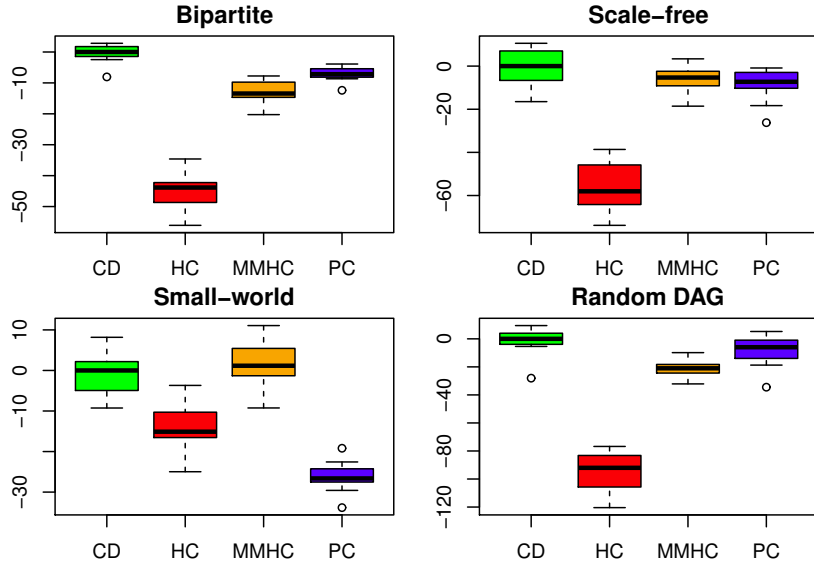 Bipartite
−10
−30
−50
CD HC MMHC PC
Scale−free
0
−20
−60
CD HC MMHC PC
Small−world
10
0
−10
−30
CD HC MMHC PC
Random DAG
0
−40
−80
−120
CD HC MMHC PC